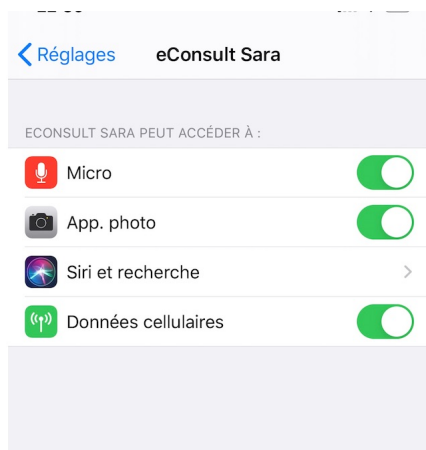 Réglages eConsult Sara
ECONSULT SARA PEUT ACCÉDER À :
Micro
App. photo
Siri et recherche
Données cellulaires